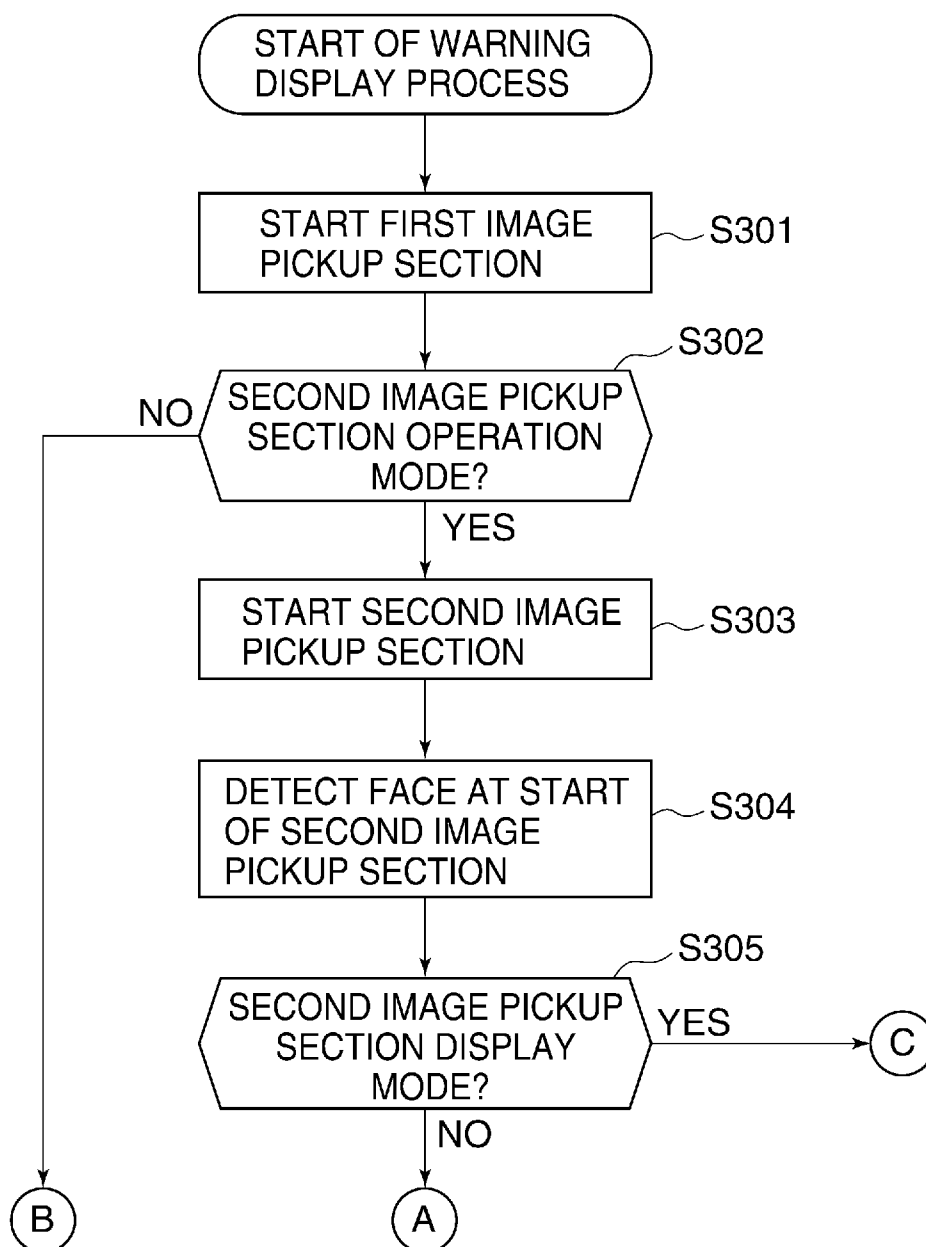 START OF WARNING
DISPLAY PROCESS
START FIRST IMAGE
PICKUP SECTION
S301
S302
SECOND IMAGE PICKUP
SECTION OPERATION
MODE?
NO
YES
START SECOND IMAGE
PICKUP SECTION
S303
DETECT FACE AT START
OF SECOND IMAGE
PICKUP SECTION
S304
S305
SECOND IMAGE PICKUP
SECTION DISPLAY
MODE?
YES
C
NO
B
A